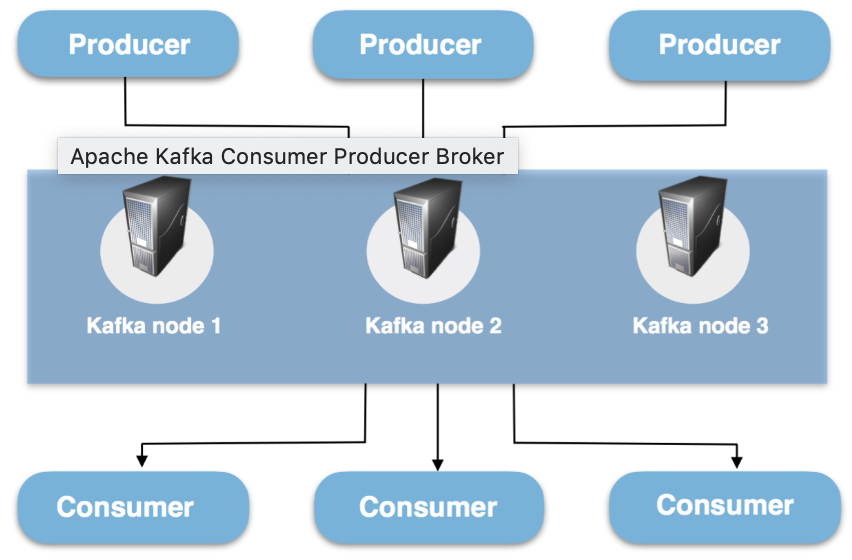 Producer
Producer
Producer
Apache Kafka Consumer Producer Broker
Kafka node 1
Kafka node 2
Kafka node 3
Consumer
Consumer
Consumer